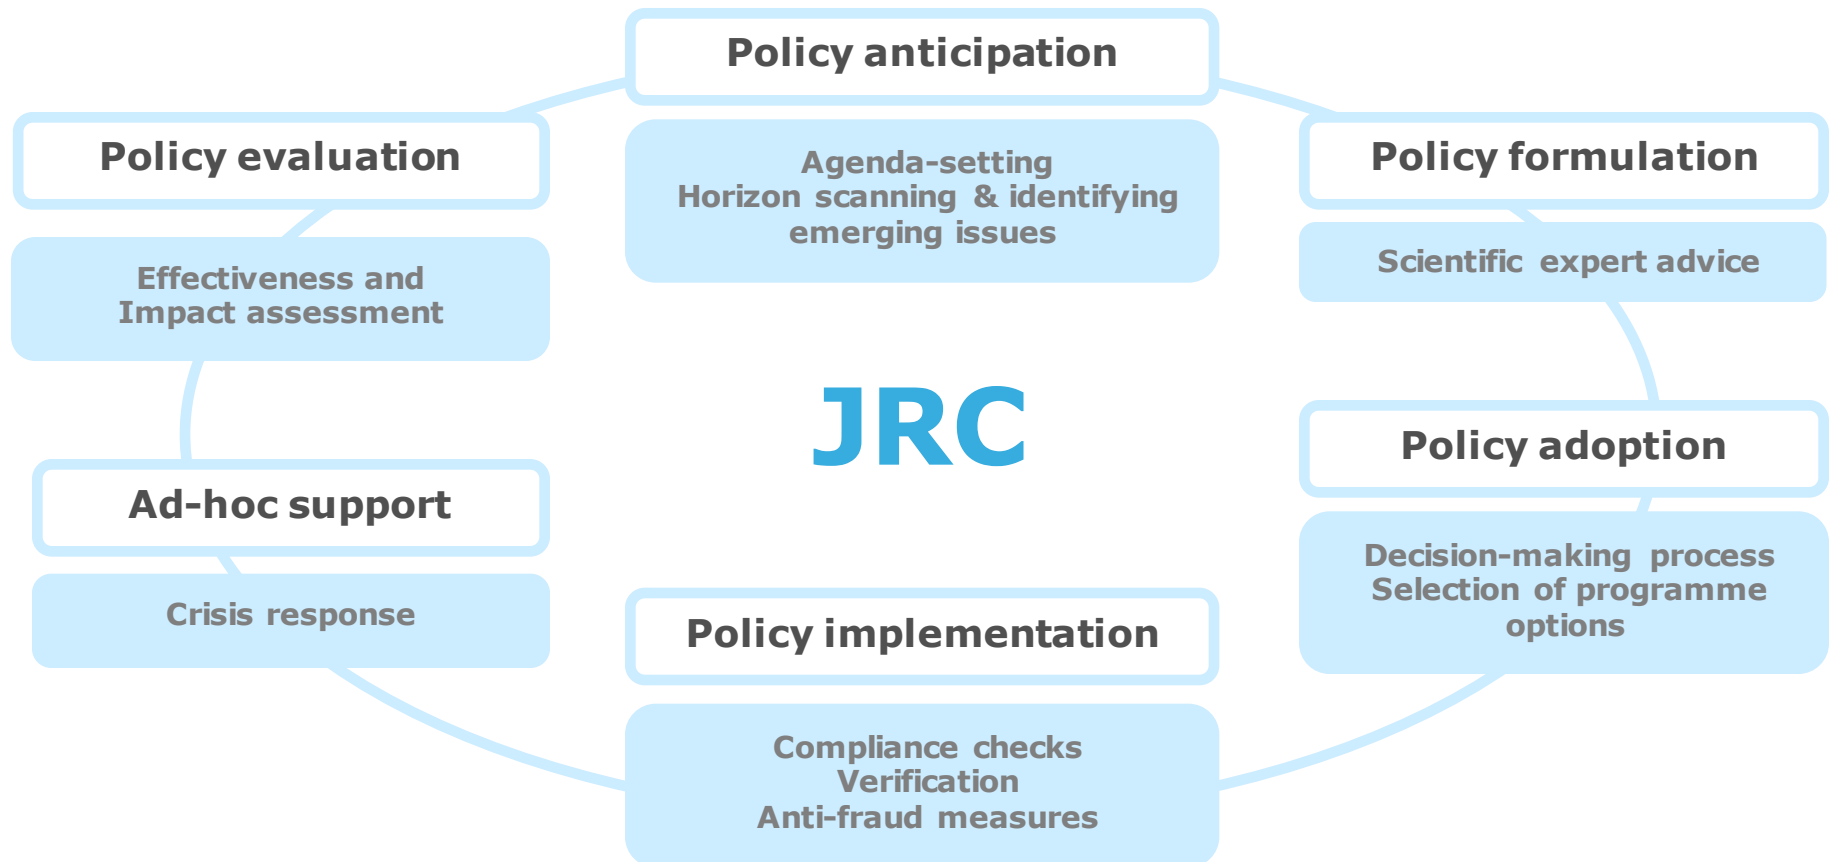 Policy anticipation
Agenda-setting
Horizon scanning & identifying
emerging issues
Policy formulation
Scientific expert advice
Policy adoption
Decision-making process
Selection of programme
options
Policy implementation
Compliance checks
Verification
Anti-fraud measures
Ad-hoc support
Crisis response
Policy evaluation
Effectiveness and
Impact assessment
JRC